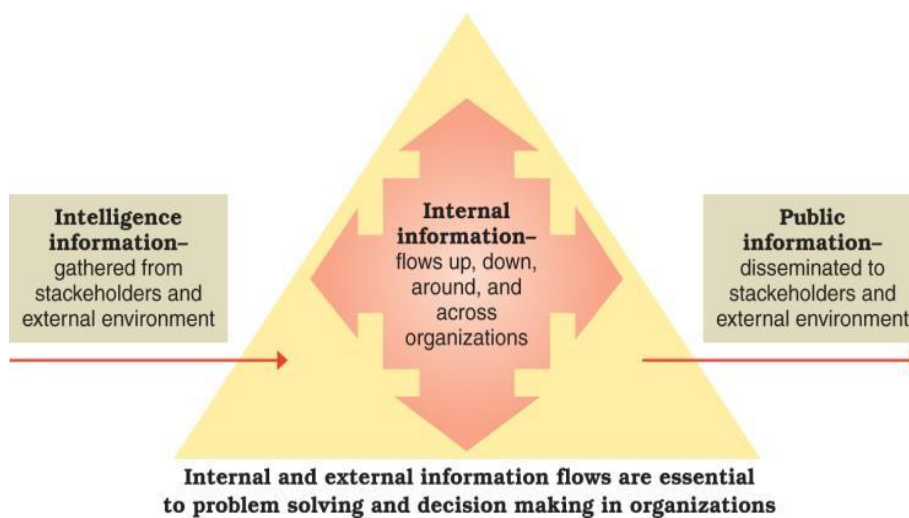 Intelligence
information–
gathered from
stackeholders and
external environment
Internal
information–
flows up, down,
around, and
across
organizations
Public
information–
disseminated to
stackeholders and
external environment
Internal and external information flows are essential
to problem solving and decision making in organizations